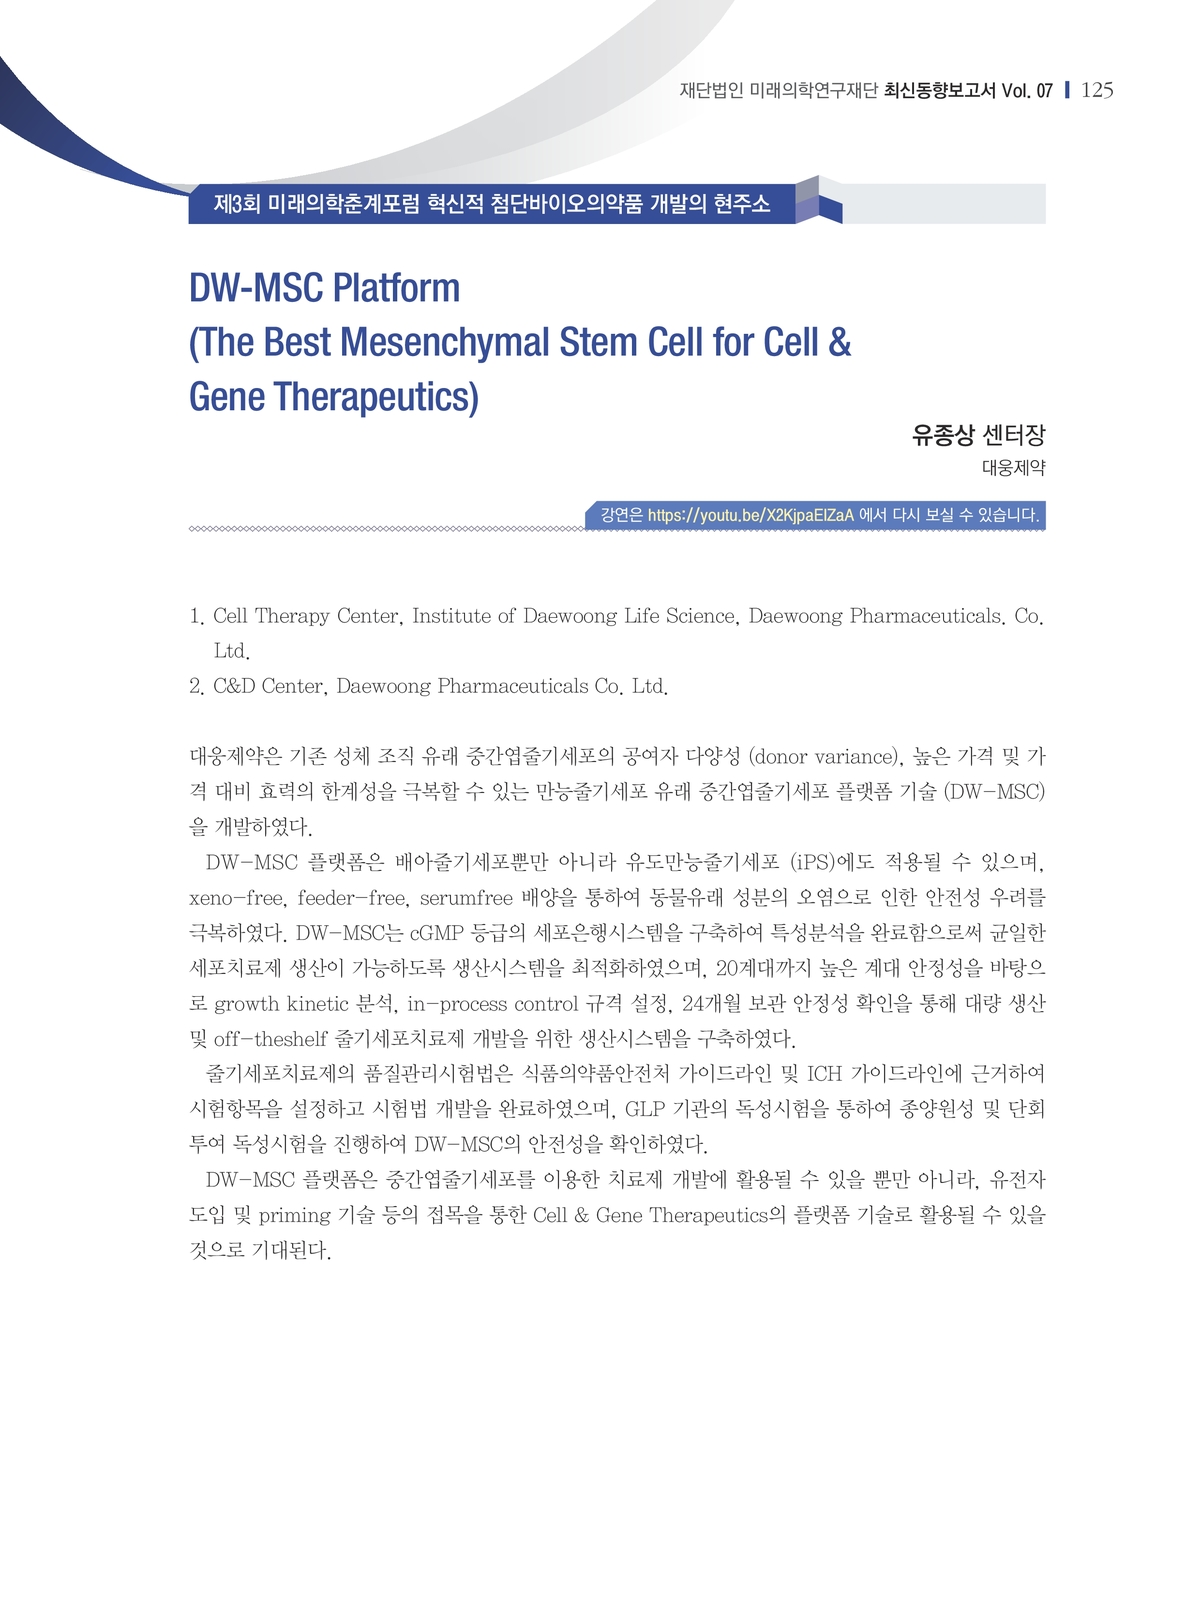 재단법인 미래의학연구재단 최신동향보고서 Vol. 07 125
제3회 미래의학춘계포럼 혁신적 첨단바이오의약품 개발의 현주소
DW-MSC Platform
(The Best Mesenchymal Stem Cell for Cell &
Gene Therapeutics)
유종상 센터장
대웅제약
강연은 https://youtu.be/X2KjpaElZaA 에서 다시 보실 수 있습니다.
1. Cell Therapy Center, Institute of Daewoong Life Science, Daewoong Pharmaceuticals. Co.
Ltd.
2. C&D Center, Daewoong Pharmaceuticals Co. Ltd.
대웅제약은 기존 성체 조직 유래 중간엽줄기세포의 공여자 다양성 (donor variance), 높은 가격 및 가
격 대비 효력의 한계성을 극복할 수 있는 만능줄기세포 유래 중간엽줄기세포 플랫폼 기술 (DW-MSC)
을 개발하였다.
DW-MSC 플랫폼은 배아줄기세포뿐만 아니라 유도만능줄기세포 (iPS)에도 적용될 수 있으며,
xeno-free, feeder-free, serumfree 배양을 통하여 동물유래 성분의 오염으로 인한 안전성 우려를
극복하였다. DW-MSC는 cGMP 등급의 세포은행시스템을 구축하여 특성분석을 완료함으로써 균일한
세포치료제 생산이 가능하도록 생산시스템을 최적화하였으며, 20계대까지 높은 계대 안정성을 바탕으
로 growth kinetic 분석, in-process control 규격 설정, 24개월 보관 안정성 확인을 통해 대량 생산
및 off-theshelf 줄기세포치료제 개발을 위한 생산시스템을 구축하였다.
줄기세포치료제의 품질관리시험법은 식품의약품안전처 가이드라인 및 ICH 가이드라인에 근거하여
시험항목을 설정하고 시험법 개발을 완료하였으며, GLP 기관의 독성시험을 통하여 종양원성 및 단회
투여 독성시험을 진행하여 DW-MSC의 안전성을 확인하였다.
DW-MSC 플랫폼은 중간엽줄기세포를 이용한 치료제 개발에 활용될 수 있을 뿐만 아니라, 유전자
도입 및 priming 기술 등의 접목을 통한 Cell & Gene Therapeutics의 플랫폼 기술로 활용될 수 있을
것으로 기대된다.